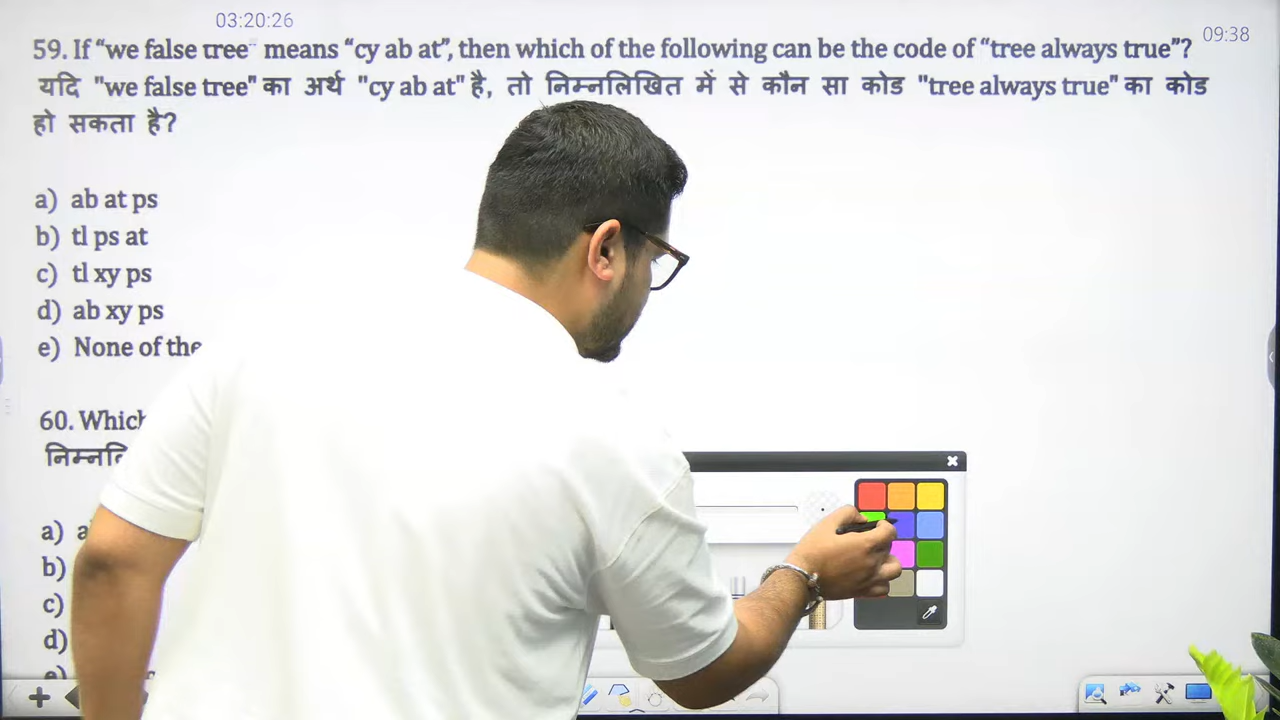 03:20:26
09:38
59. If “we false tree” means “cy ab at”, then which of the following can be the code of “tree always true”?
यदि "we false tree" का अर्थ "cy ab at" है, तो निम्नलिखित में से कौन सा कोड "tree always true" का कोड
हो सकता है?
a) ab at ps
b) tl ps at
c) tl xy ps
d) ab xy ps
e) None of the
60. Which
a)
b)
c)
d)